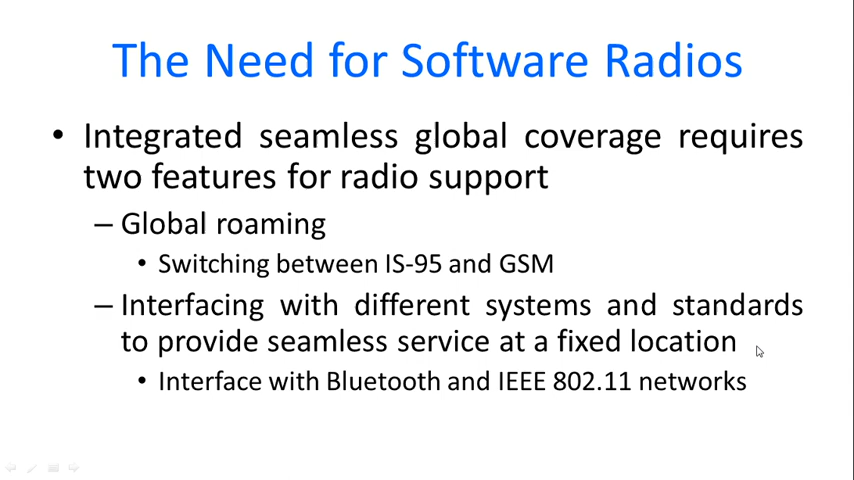 The Need for Software Radios
• Integrated seamless global coverage requires
two features for radio support
– Global roaming
• Switching between IS-95 and GSM
– Interfacing with different systems and standards
to provide seamless service at a fixed location
• Interface with Bluetooth and IEEE 802.11 networks